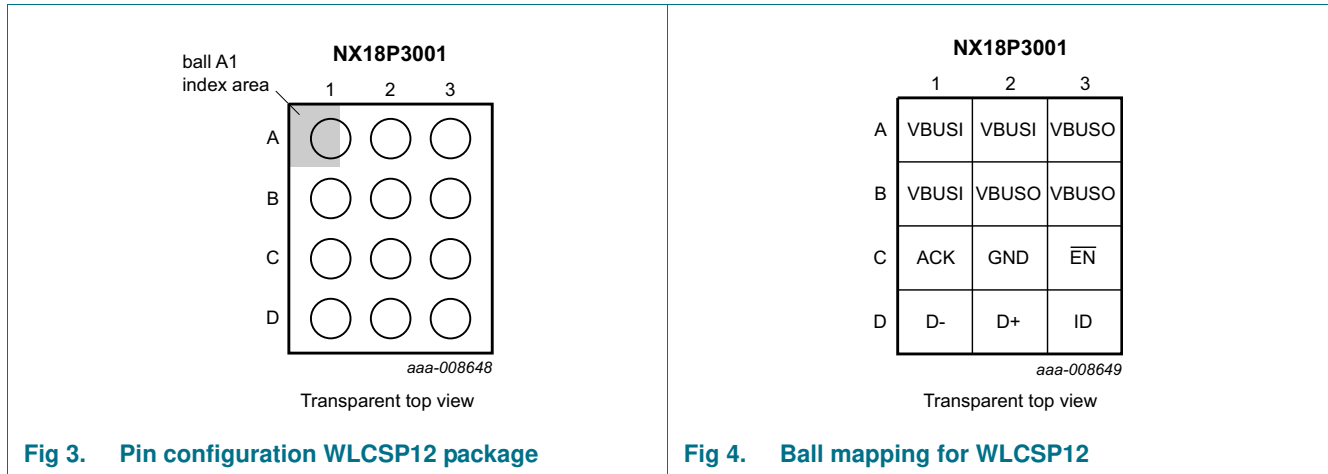 NX18P3001
ball A1
index area
1 2 3
A
B
C
D
aaa-008648
Transparent top view
Fig 3. Pin configuration WLCSP12 package
NX18P3001
1 2 3
A VBUSI VBUSI VBUSO
B VBUSI VBUSO VBUSO
C ACK GND E̅N̅
D D- D+ ID
aaa-008649
Transparent top view
Fig 4. Ball mapping for WLCSP12